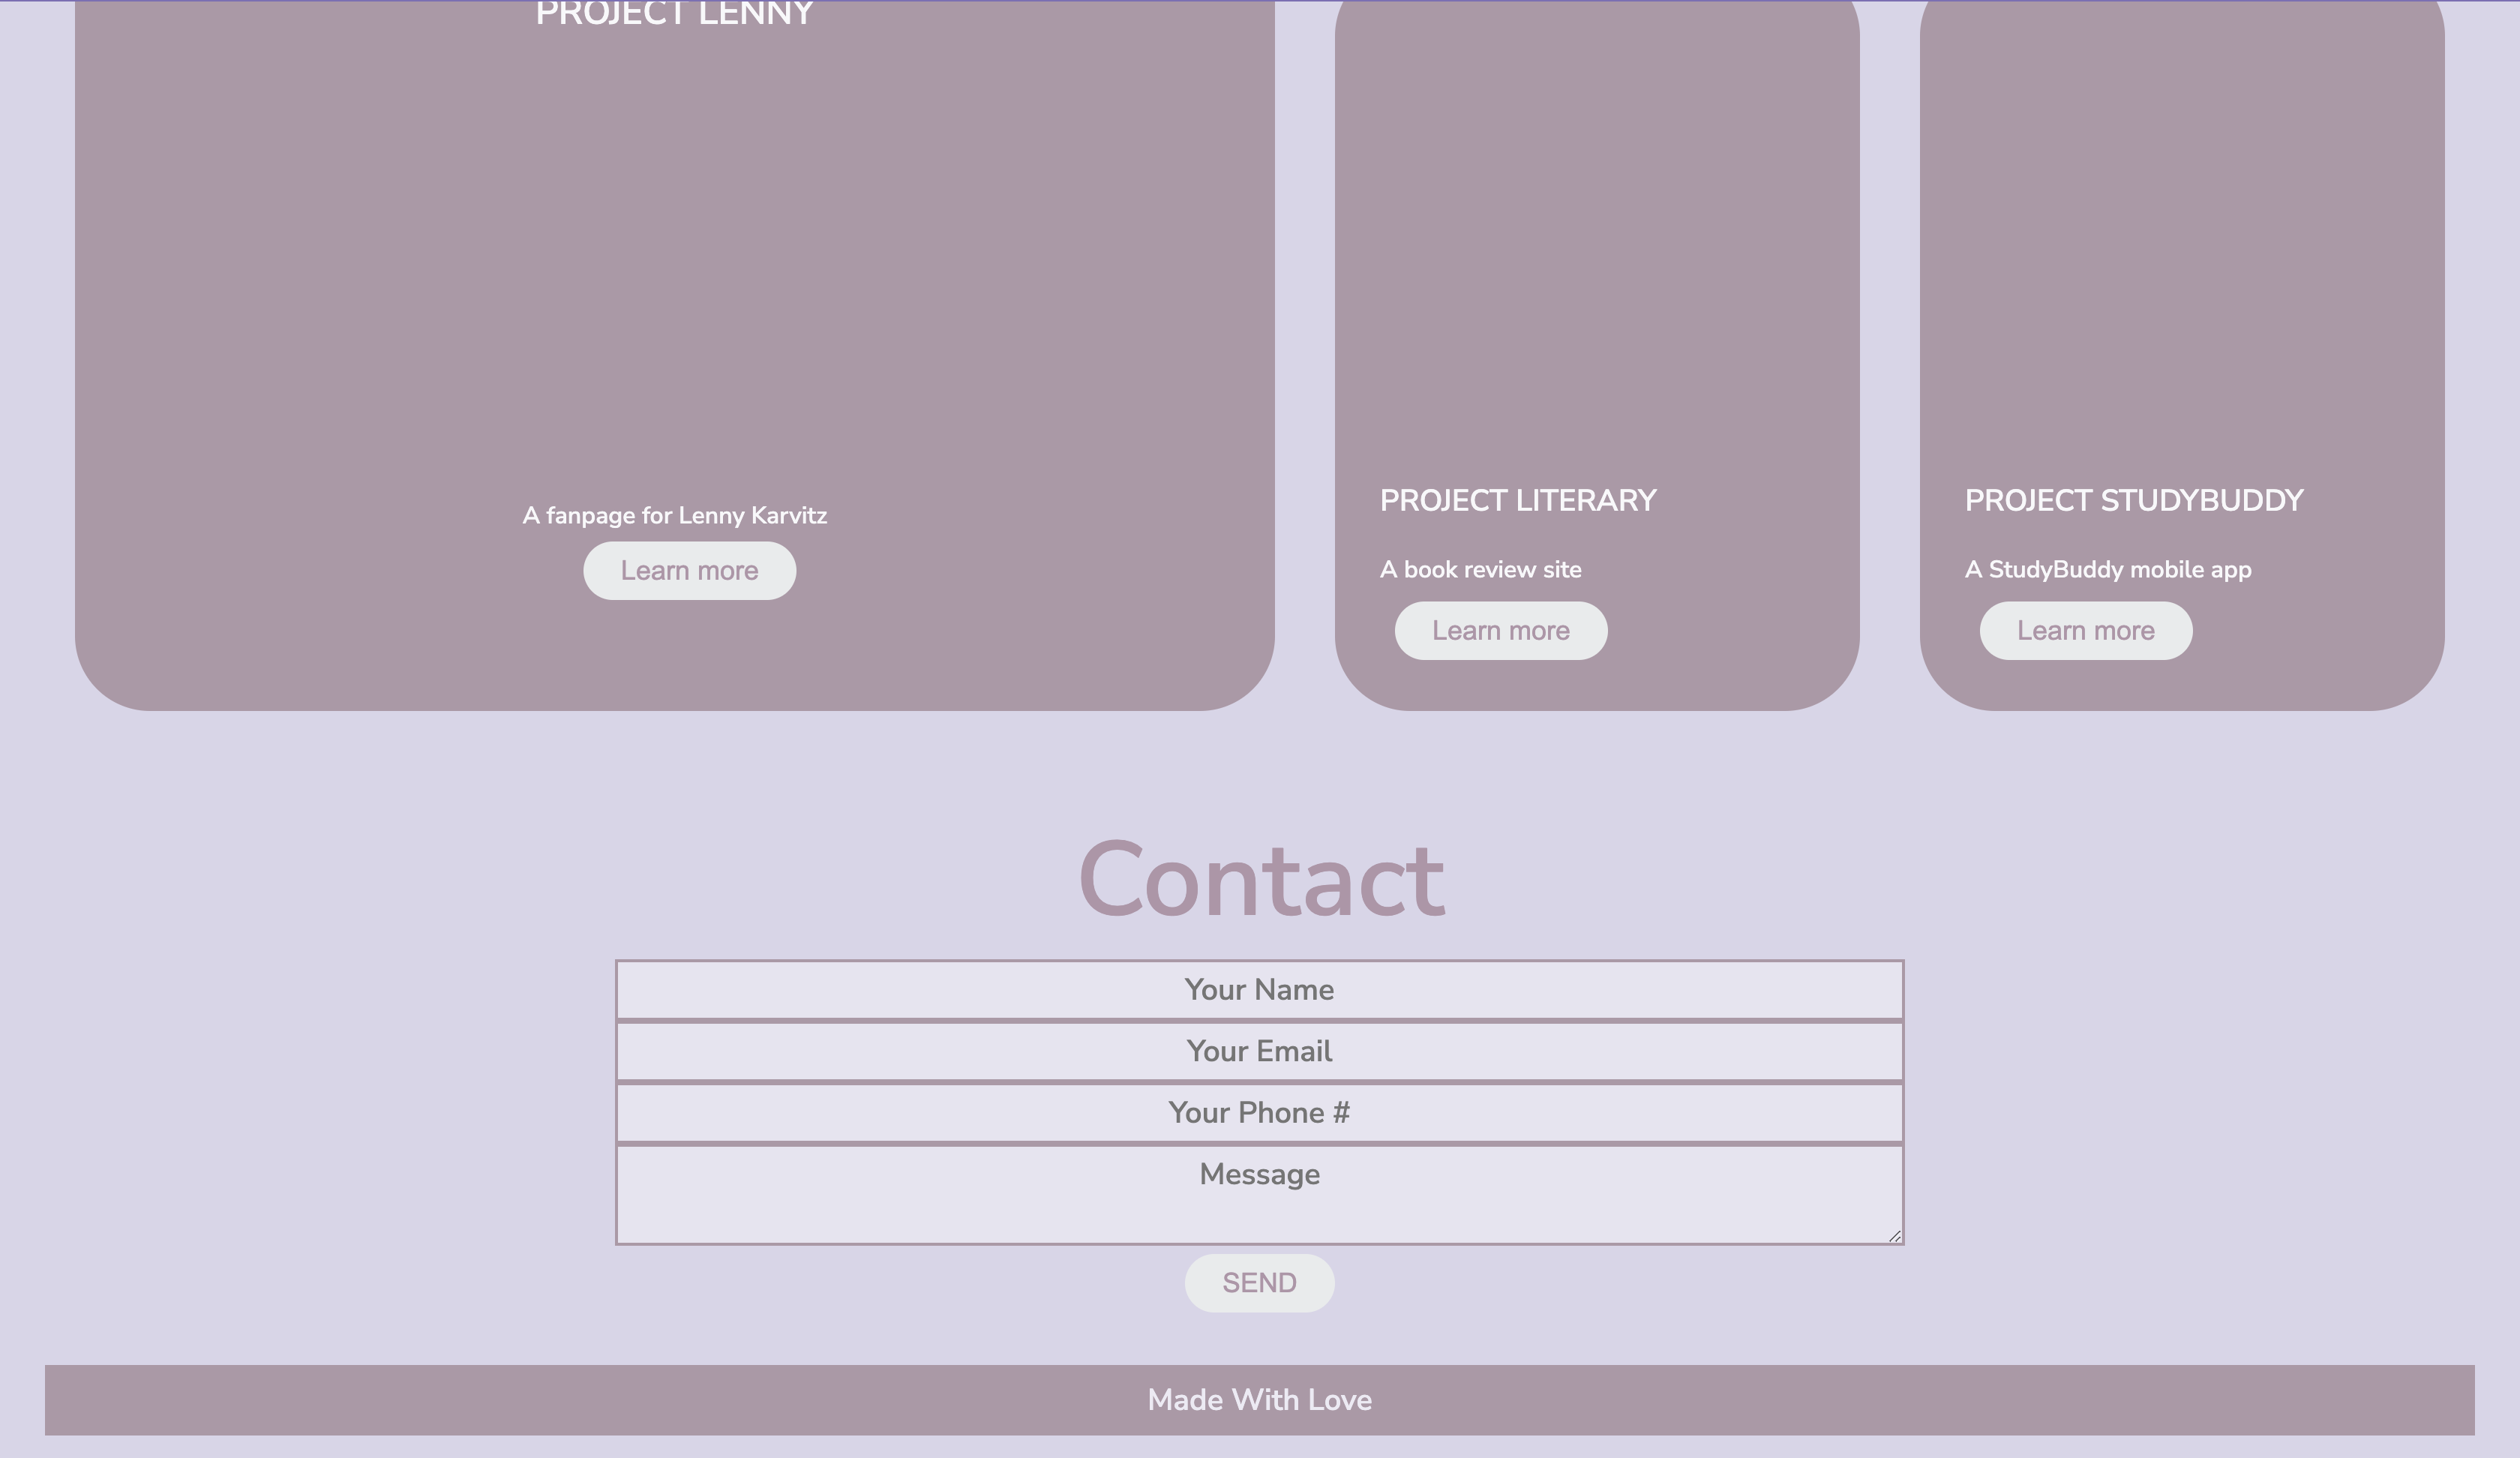 PROJECT LENNY
A fanpage for Lenny Karvitz
Learn more
PROJECT LITERARY
A book review site
Learn more
PROJECT STUDYBUDDY
A StudyBuddy mobile app
Learn more
Contact
Your Name
Your Email
Your Phone #
Message
SEND
Made With Love